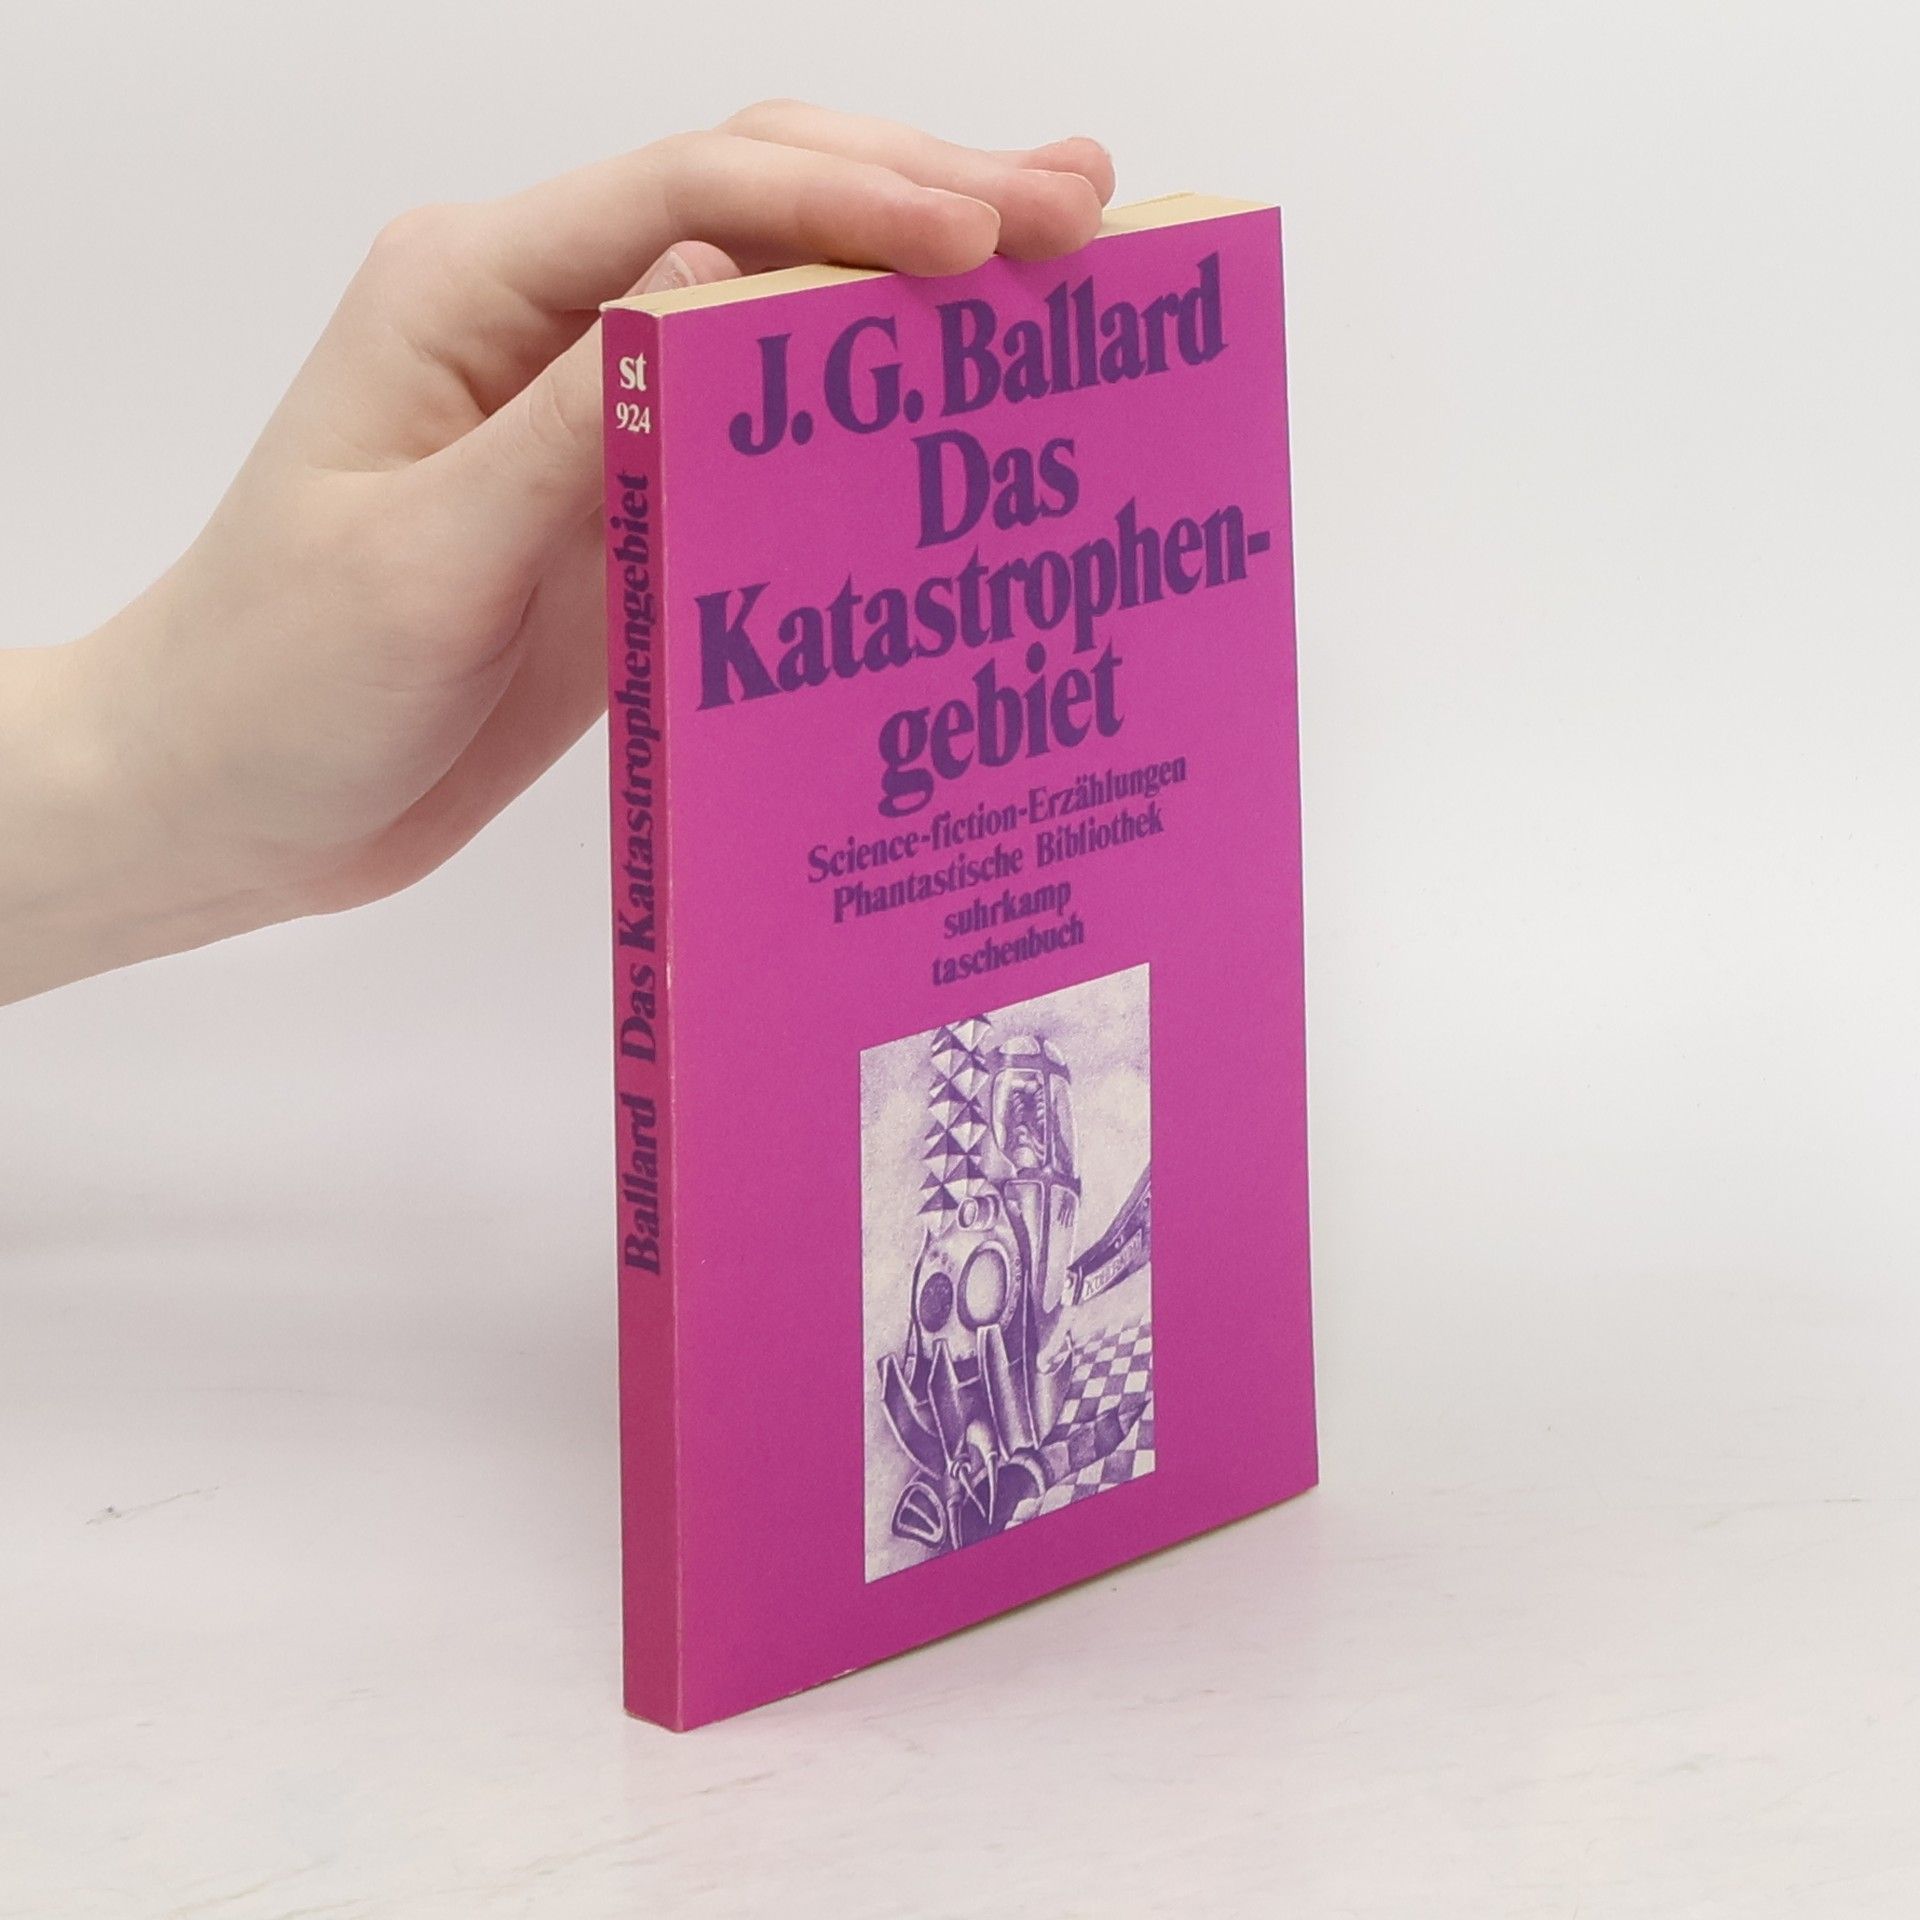 st
924
Ballard Das Katastrophengebiet
J. G. Ballard
Das
Katastrophen-
gebiet
Science-fiction-Erzählungen
Phantastische Bibliothek
suhrkamp
taschenbuch